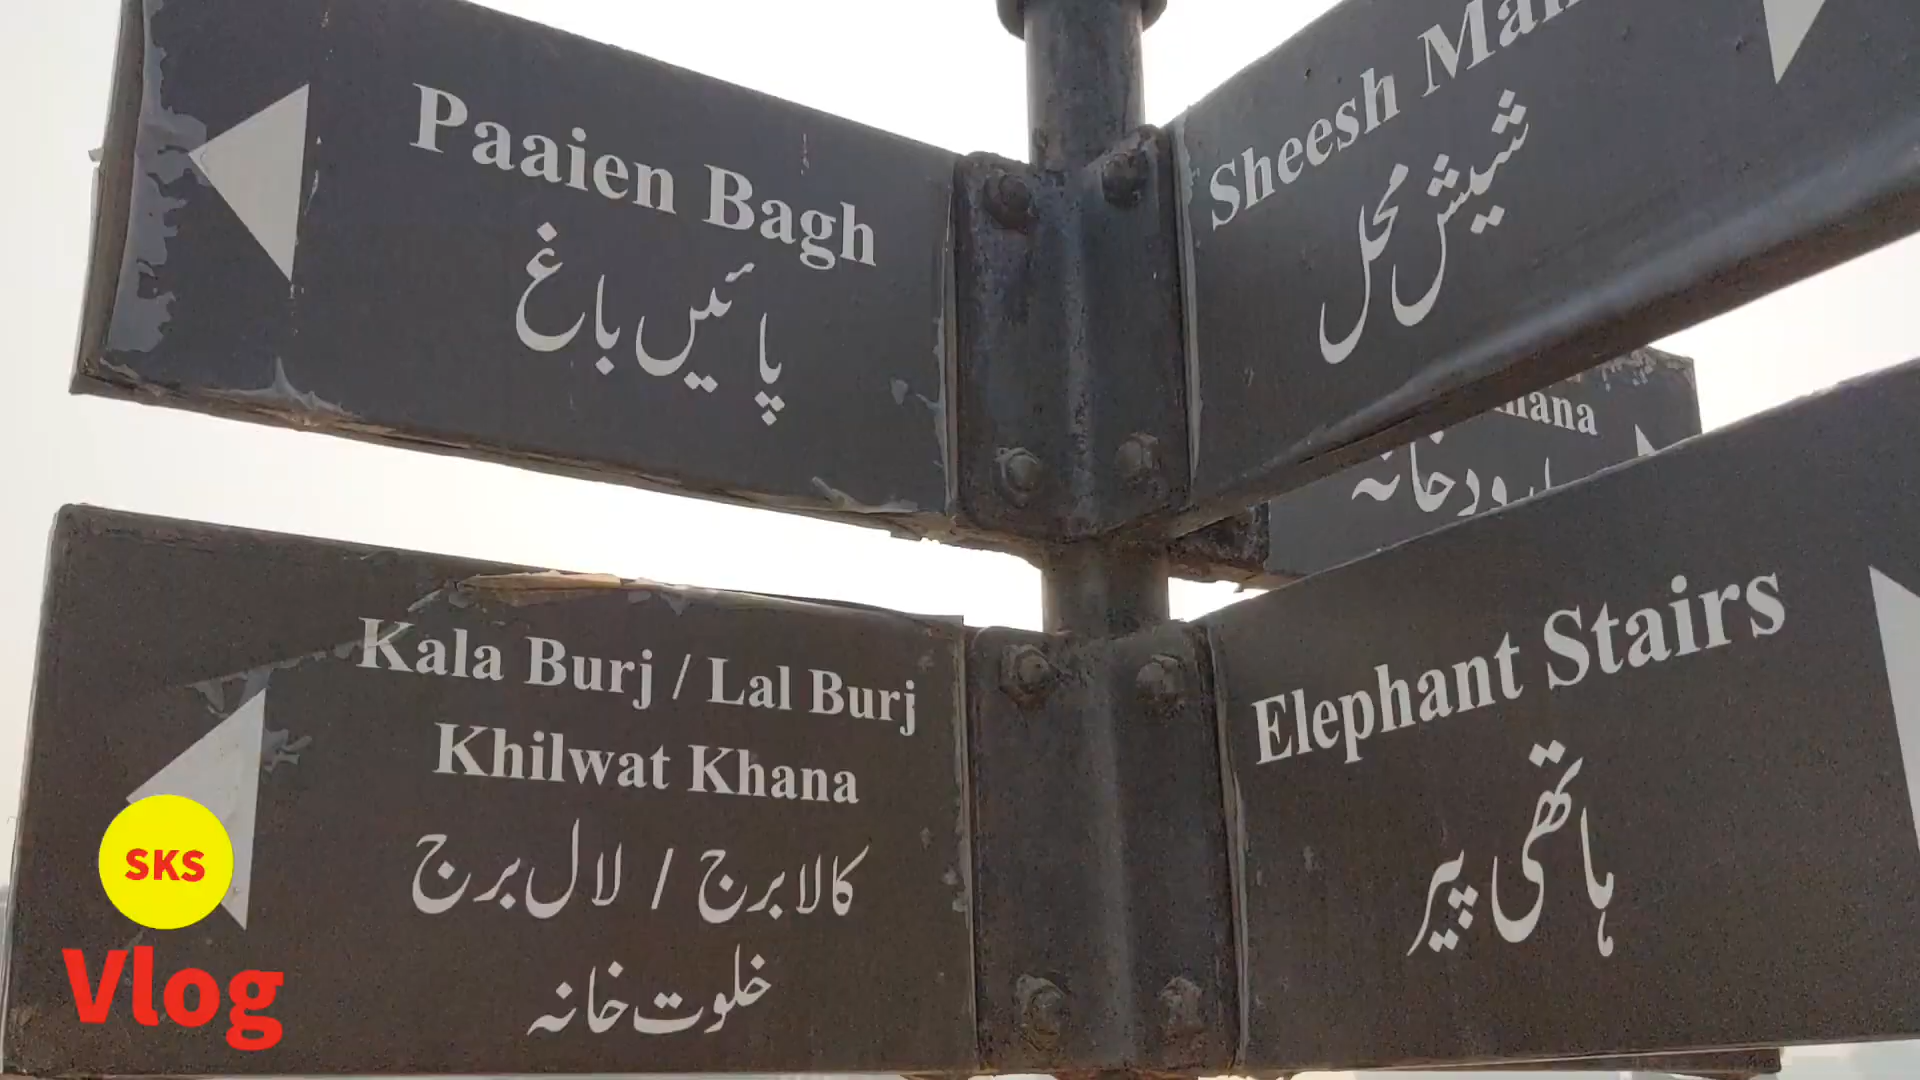 Paaien Bagh
پائیں باغ
Sheesh
شیش محل
خانہ
Kala Burj / Lal Burj
Khilwat Khana
کالا برج / لال برج
خلوت خانہ
Elephant Stairs
ہاتھی پیر
SKS
Vlog